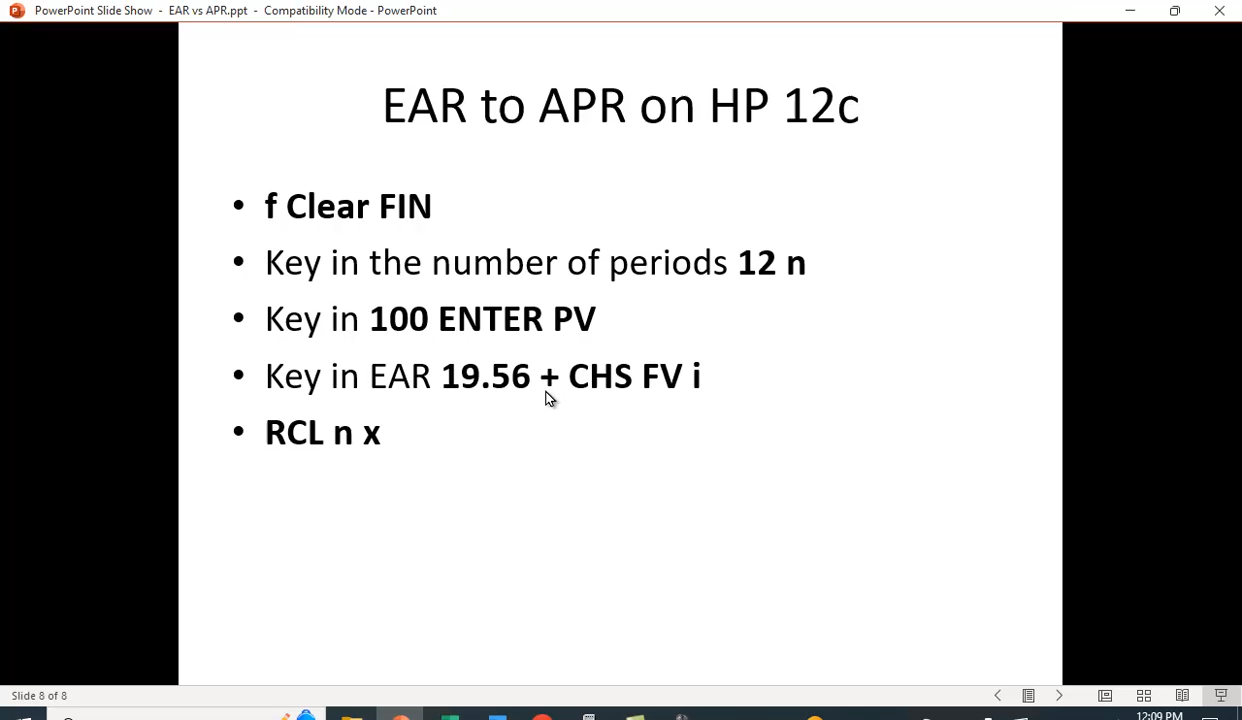 PowerPoint Slide Show - EAR vs APR.ppt - Compatibility Mode - PowerPoint
EAR to APR on HP 12c
• f Clear FIN
• Key in the number of periods 12 n
• Key in 100 ENTER PV
• Key in EAR 19.56 + CHS FV i
• RCL n x
Slide 8 of 8
12:09 PM